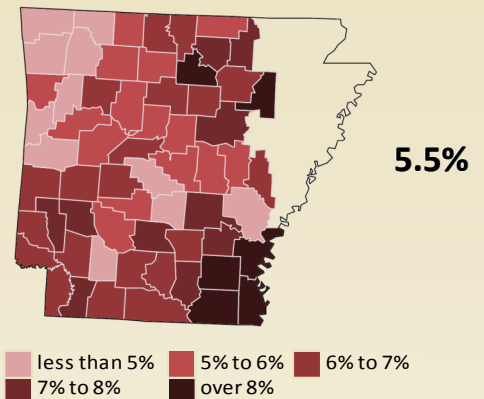 5.5%
less than 5% 5% to 6% 6% to 7%
7% to 8% over 8%